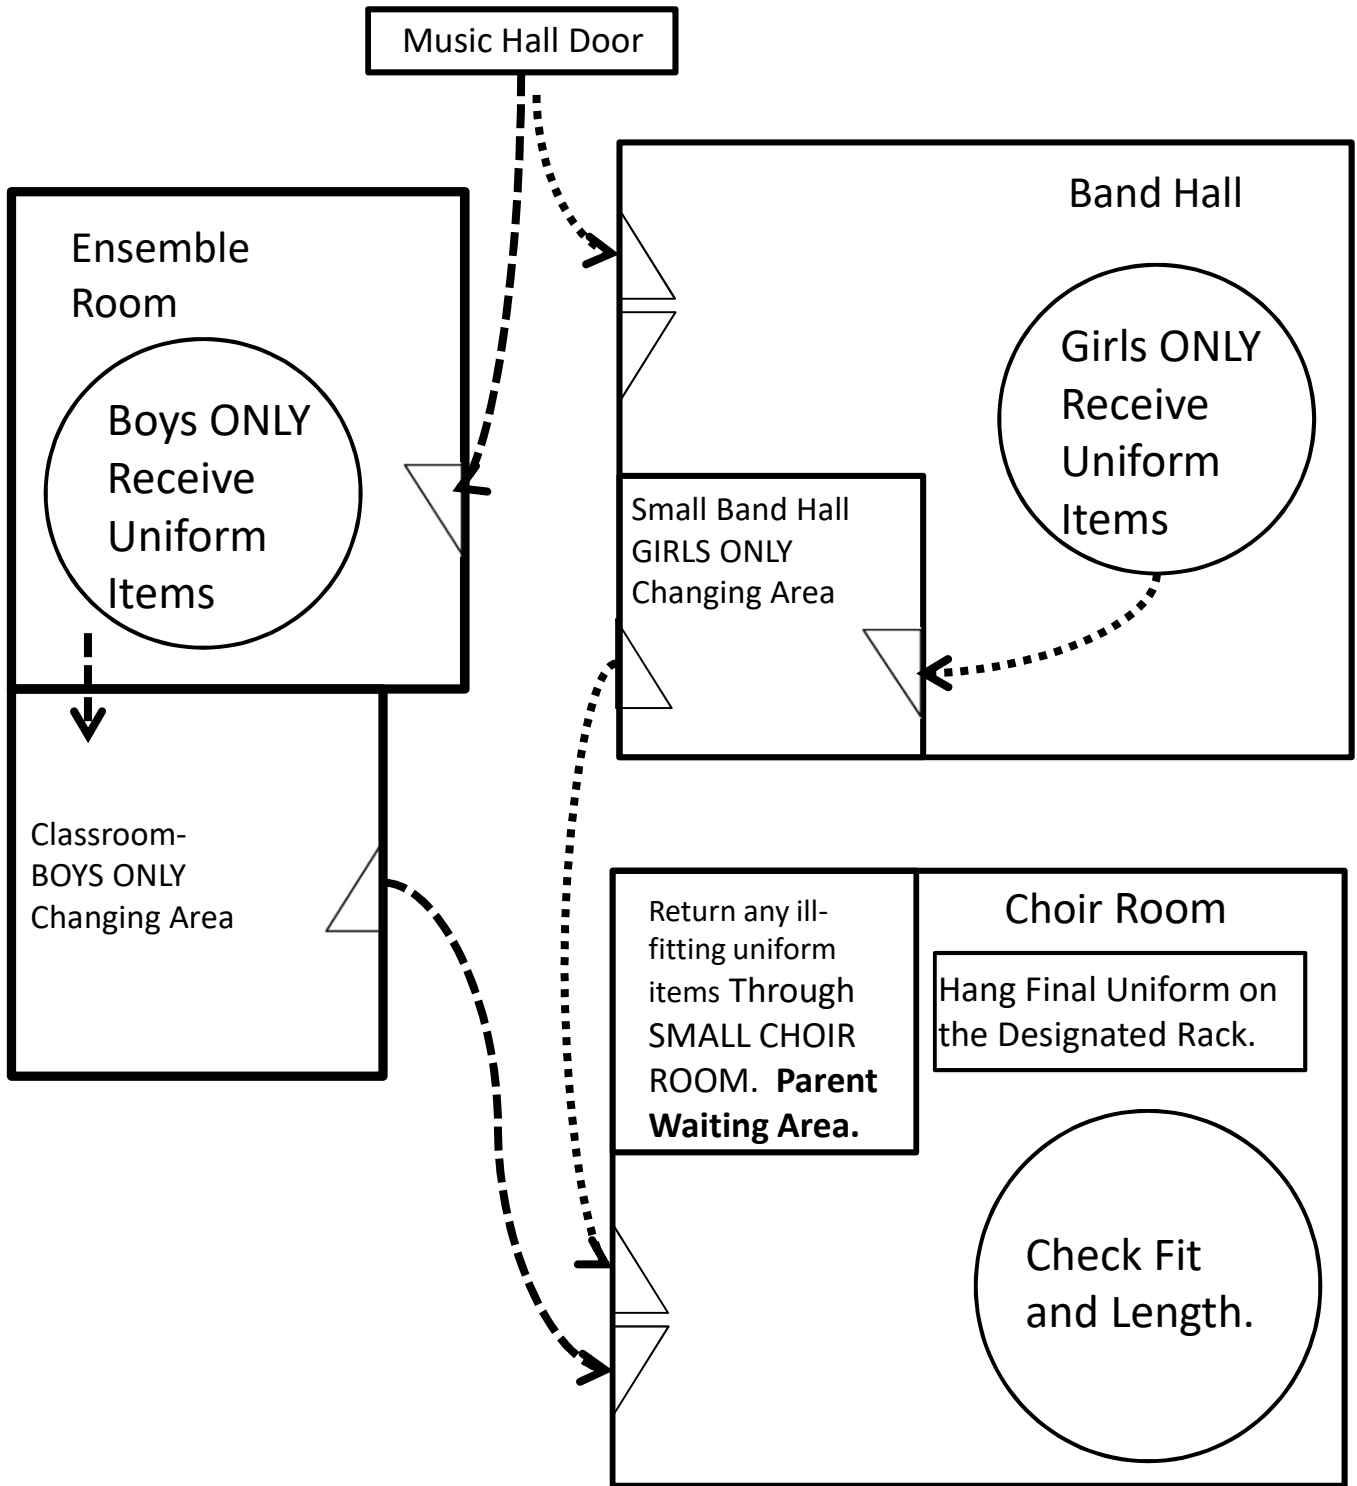 Music Hall Door
Band Hall
Ensemble
Room
Girls ONLY
Receive
Uniform
Items
Boys ONLY
Receive
Uniform
Items
Small Band Hall
GIRLS ONLY
Changing Area
Classroom-
BOYS ONLY
Changing Area
Return any ill-
fitting uniform
items Through
SMALL CHOIR
ROOM. Parent
Waiting Area.
Choir Room
Hang Final Uniform on
the Designated Rack.
Check Fit
and Length.